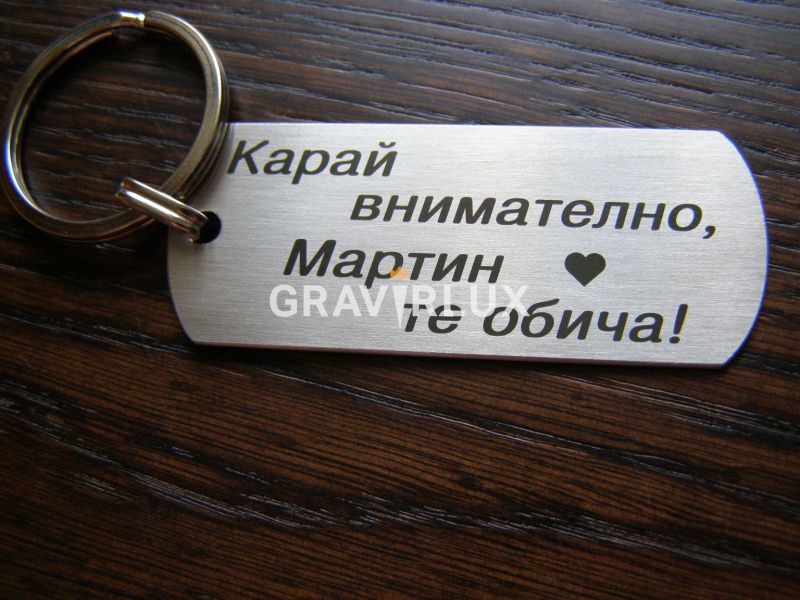 Карай
внимателно,
Мартин ♥
GRAVIRLUX
те обича!